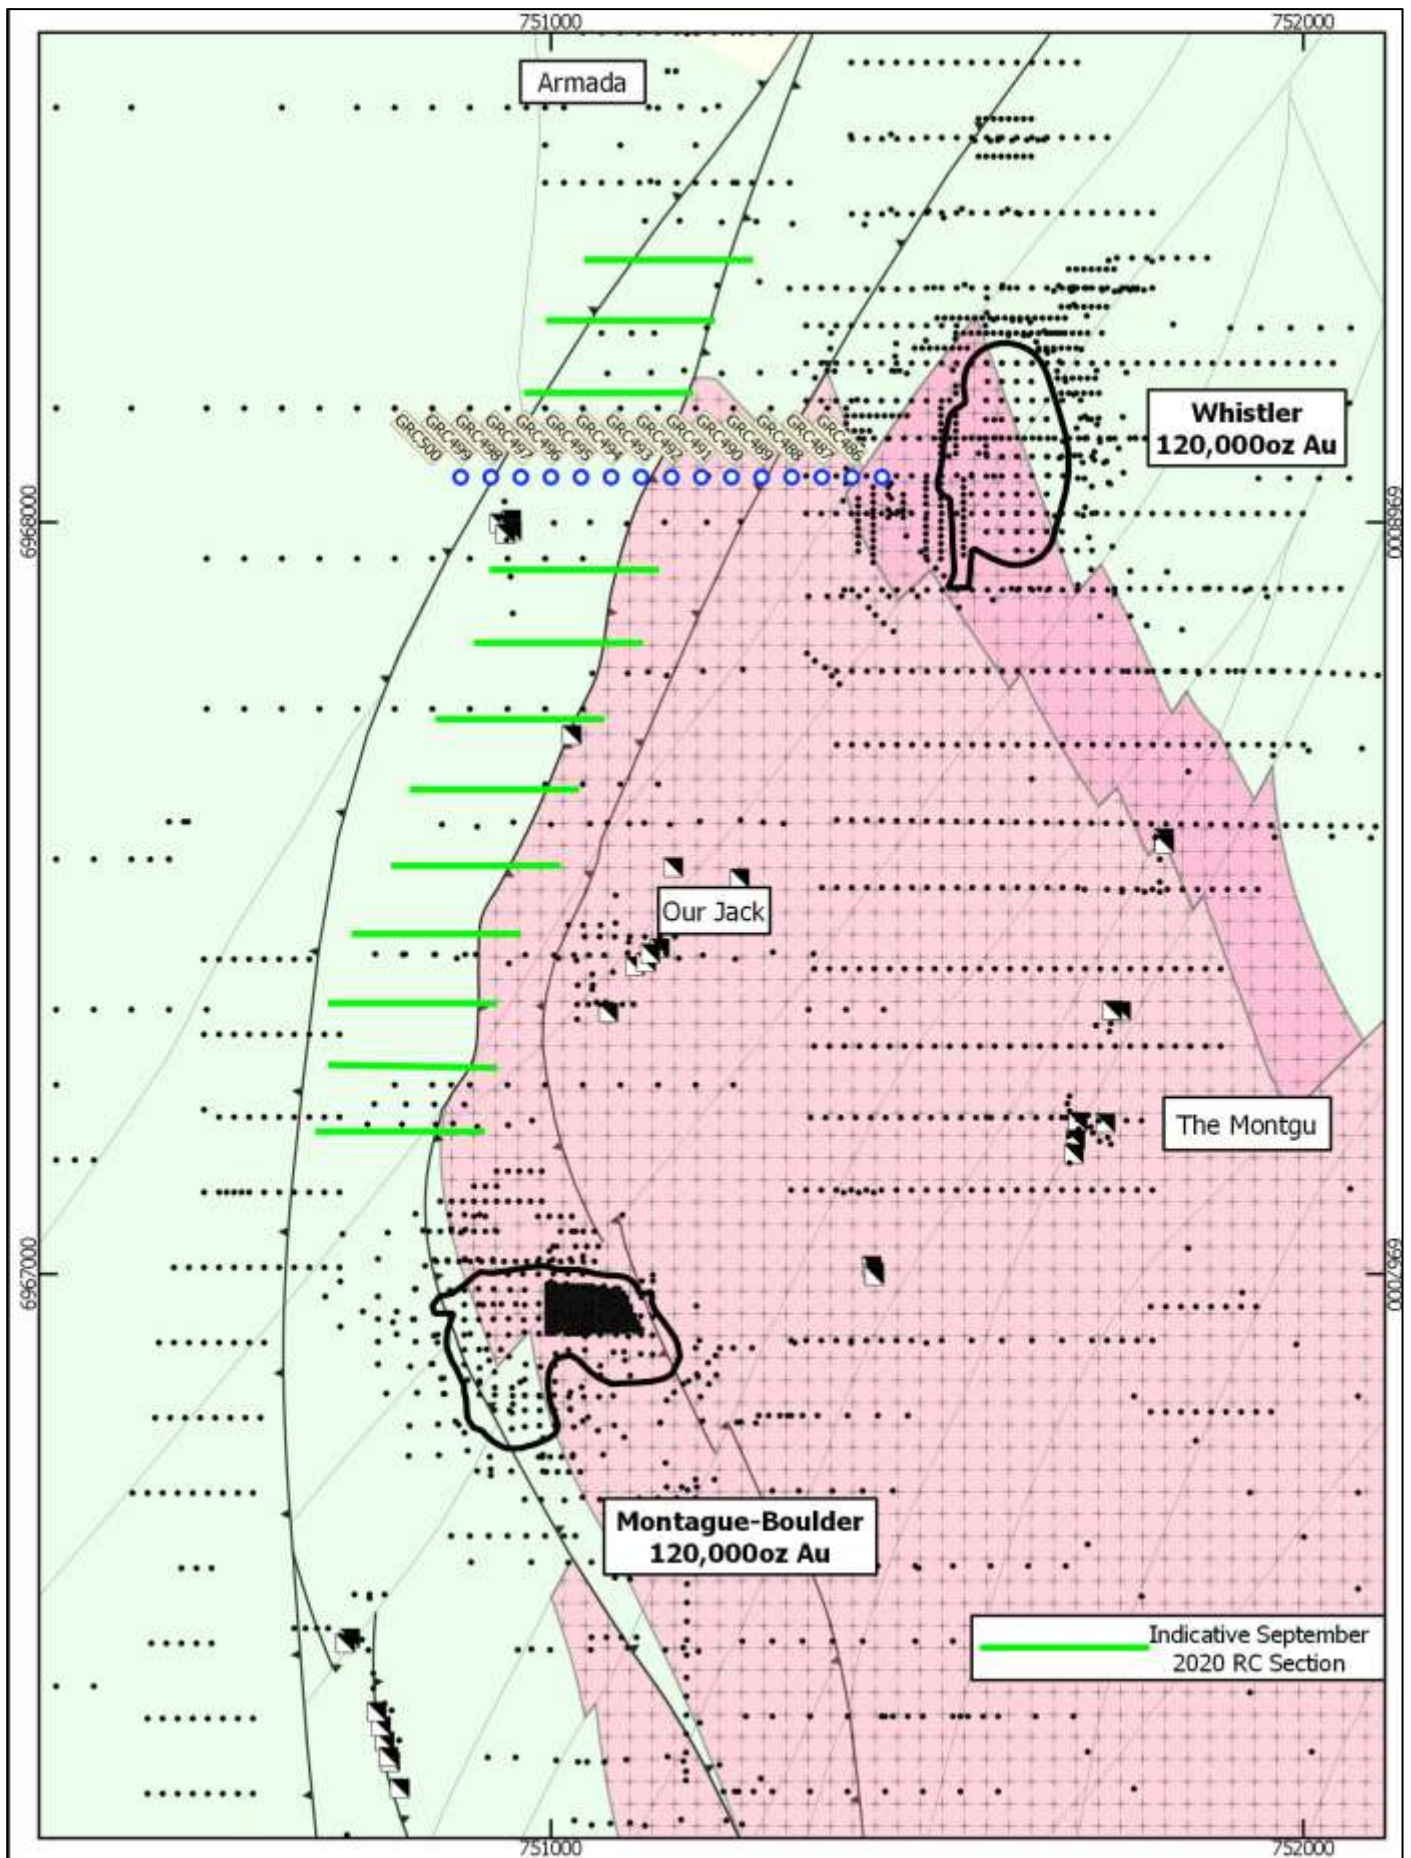 751000
752000
Armada
Whistler
120,000oz Au
GRC500
GRC499
GRC498
GRC497
GRC496
GRC495
GRC494
GRC493
GRC492
GRC491
GRC490
GRC489
GRC488
GRC487
GRC486
6968000
6968000
Our Jack
The Montgu
6967000
6967000
Montague-Boulder
120,000oz Au
Indicative September
2020 RC Section
751000
752000